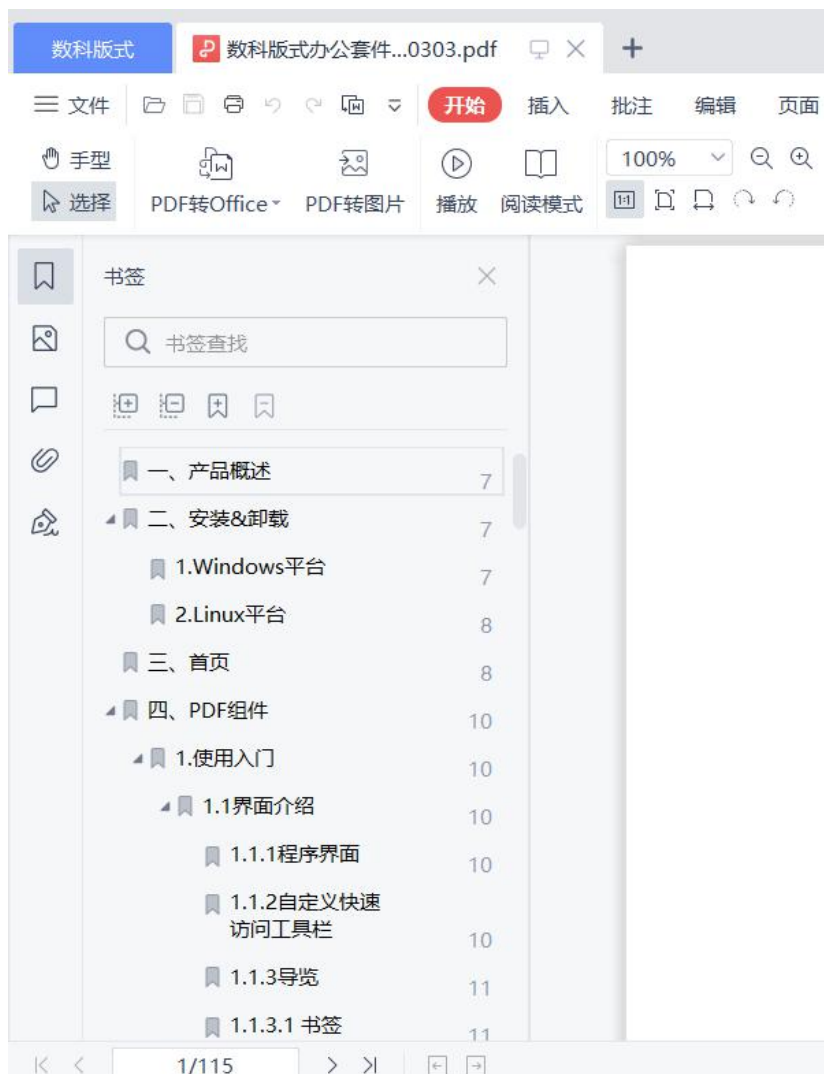 数科版式
数科版式办公套件...0303.pdf
文件 开始 插入 批注 编辑 页面
手型
选择
PDF转Office
PDF转图片
播放
阅读模式
100%
1:1
书签
书签查找
一、产品概述 7
二、安装&卸载 7
1.Windows平台 7
2.Linux平台 8
三、首页 8
四、PDF组件 10
1.使用入门 10
1.1界面介绍 10
1.1.1程序界面 10
1.1.2自定义快速
访问工具栏 10
1.1.3导览 11
1.1.3.1 书签 11
1/115